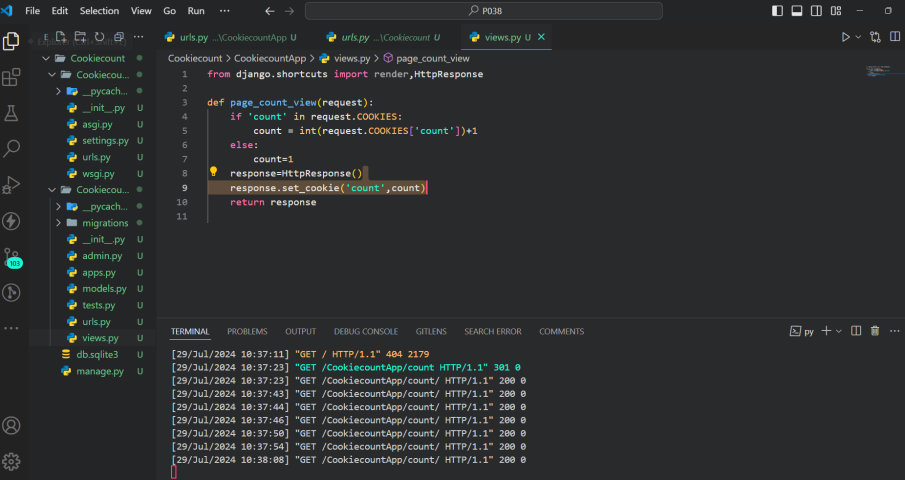 File Edit Selection View Go Run ··· P038
urls.py ...\CookiecountApp U
urls.py ...\Cookiecount U
views.py U
Cookiecount > CookiecountApp > views.py > page_count_view
Cookiecount
Cookiecou...
__pycach...
__init__.py U
asgi.py U
settings.py U
urls.py U
wsgi.py U
Cookiecou...
__pycach...
migrations
__init__.py U
admin.py U
apps.py U
models.py U
tests.py U
urls.py U
views.py U
db.sqlite3 U
manage.py U
103
1 from django.shortcuts import render,HttpResponse
2
3 def page_count_view(request):
4 if 'count' in request.COOKIES:
5 count = int(request.COOKIES['count'])+1
6 else:
7 count=1
8 response=HttpResponse()
9 response.set_cookie('count',count)
10 return response
11
TERMINAL PROBLEMS OUTPUT DEBUG CONSOLE GITLENS SEARCH ERROR COMMENTS py
[29/Jul/2024 10:37:11] "GET / HTTP/1.1" 404 2179
[29/Jul/2024 10:37:23] "GET /CookiecountApp/count HTTP/1.1" 301 0
[29/Jul/2024 10:37:23] "GET /CookiecountApp/count/ HTTP/1.1" 200 0
[29/Jul/2024 10:37:43] "GET /CookiecountApp/count/ HTTP/1.1" 200 0
[29/Jul/2024 10:37:44] "GET /CookiecountApp/count/ HTTP/1.1" 200 0
[29/Jul/2024 10:37:46] "GET /CookiecountApp/count/ HTTP/1.1" 200 0
[29/Jul/2024 10:37:50] "GET /CookiecountApp/count/ HTTP/1.1" 200 0
[29/Jul/2024 10:37:54] "GET /CookiecountApp/count/ HTTP/1.1" 200 0
[29/Jul/2024 10:38:08] "GET /CookiecountApp/count/ HTTP/1.1" 200 0